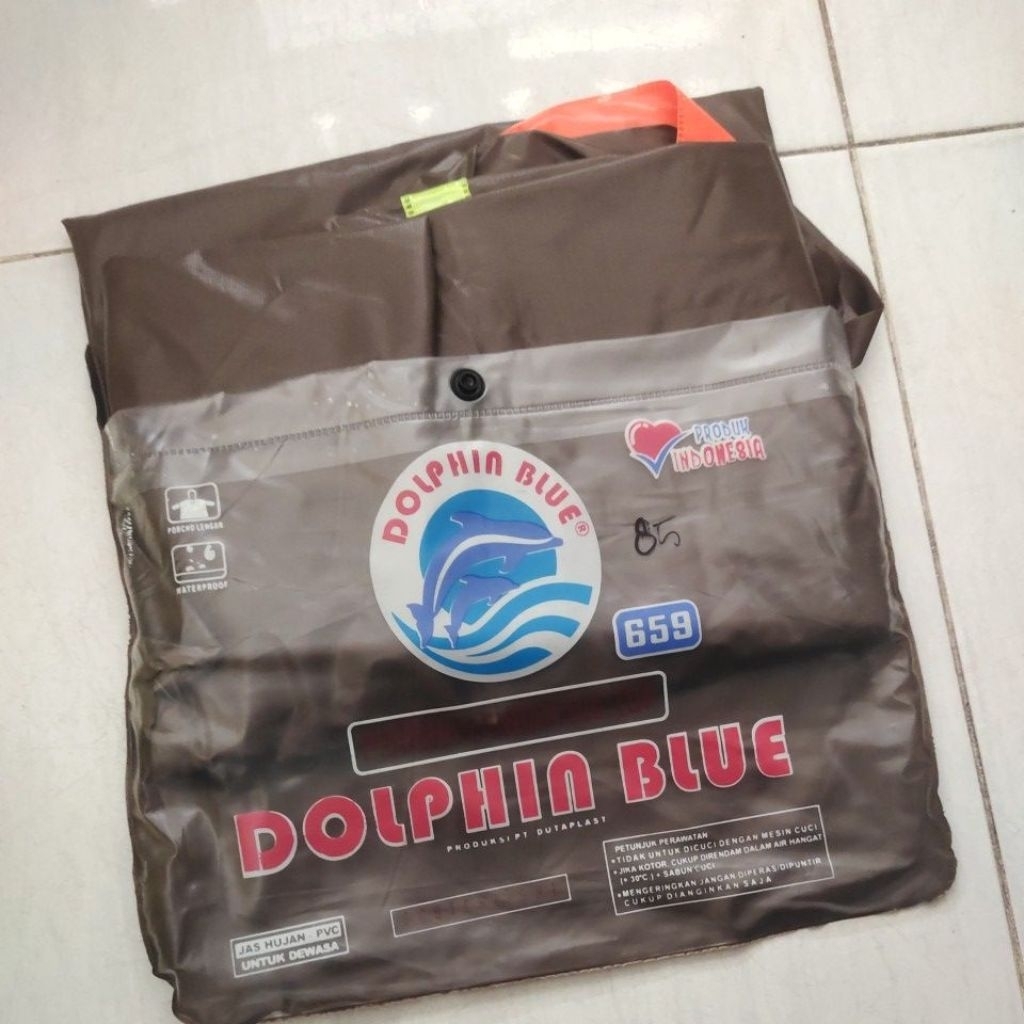 DOLPHIN BLUE®
PRODUK
INDONESIA
PONCHO LENGAN
WATERPROOF
85
659
DOLPHIN BLUE
PRODUKSI PT DUTAPLAST
PETUNJUK PERAWATAN
• TIDAK UNTUK DICUCI DENGAN MESIN CUCI
• JIKA KOTOR, CUKUP DIRENDAM DALAM AIR HANGAT
(+ 30°C) + SABUN CUCI
• MENGERINGKAN JANGAN DIPERAS/DIPUNTIR
CUKUP DIANGINKAN SAJA
JAS HUJAN - PVC
UNTUK DEWASA